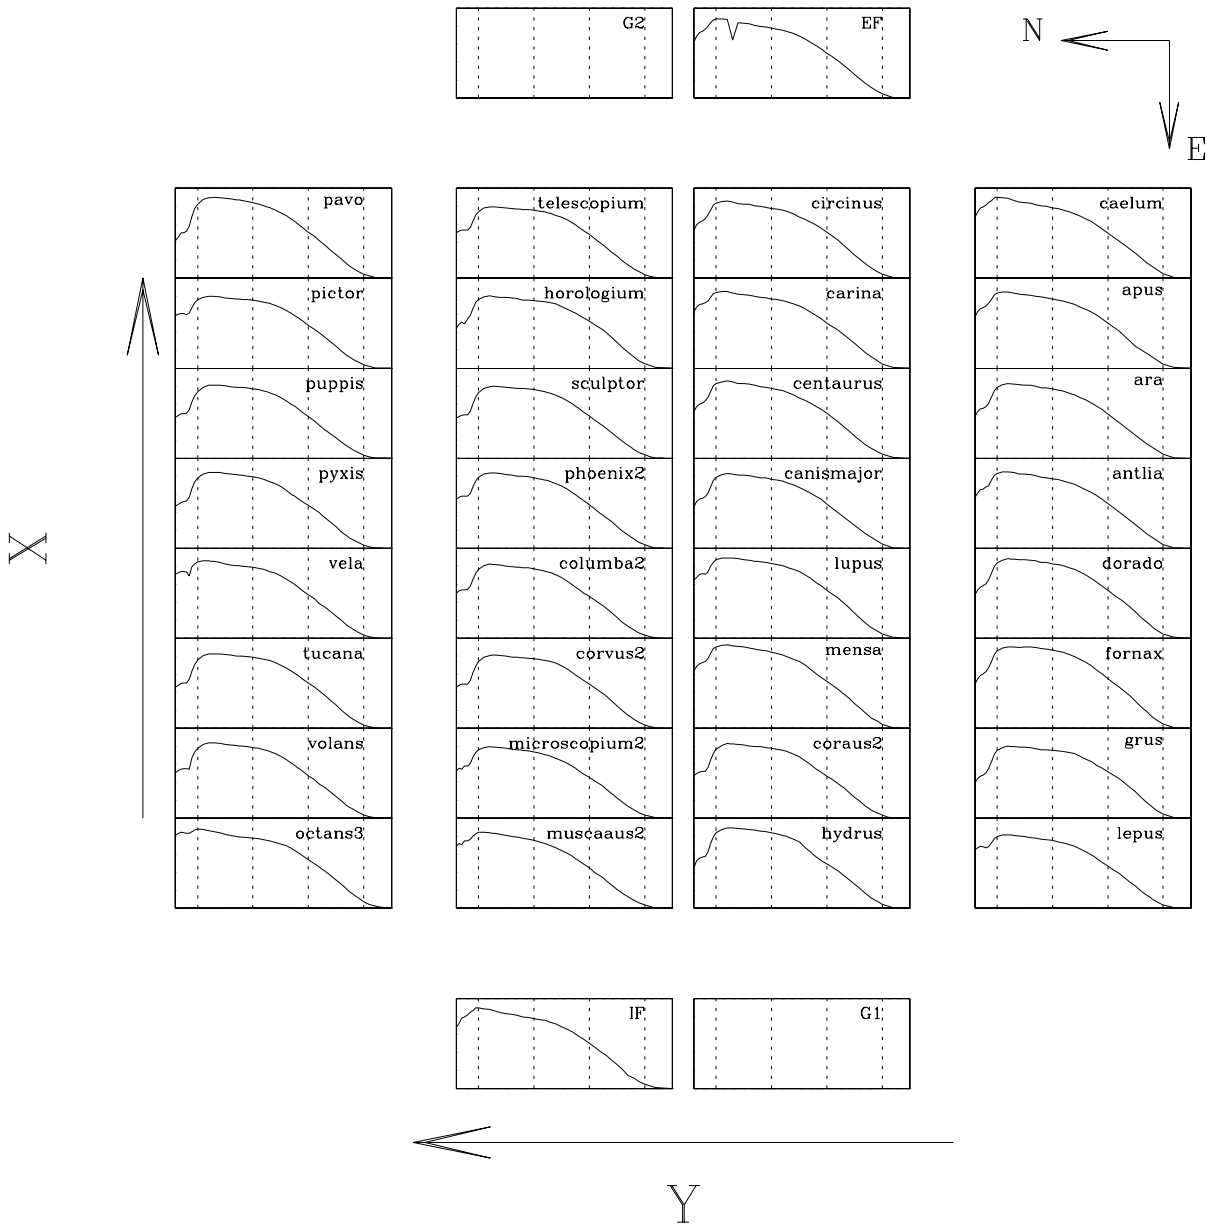 G2 EF N
E
pavo telescopium circinus caelum
pictor horologium carina apus
puppis sculptor centaurus ara
pyxis phoenix2 canismajor antlia
X
vela columba2 lupus dorado
tucana corvus2 mensa fornax
volans microscopium2 coraus2 grus
octans3 muscaaus2 hydrus lepus
IF G1
Y